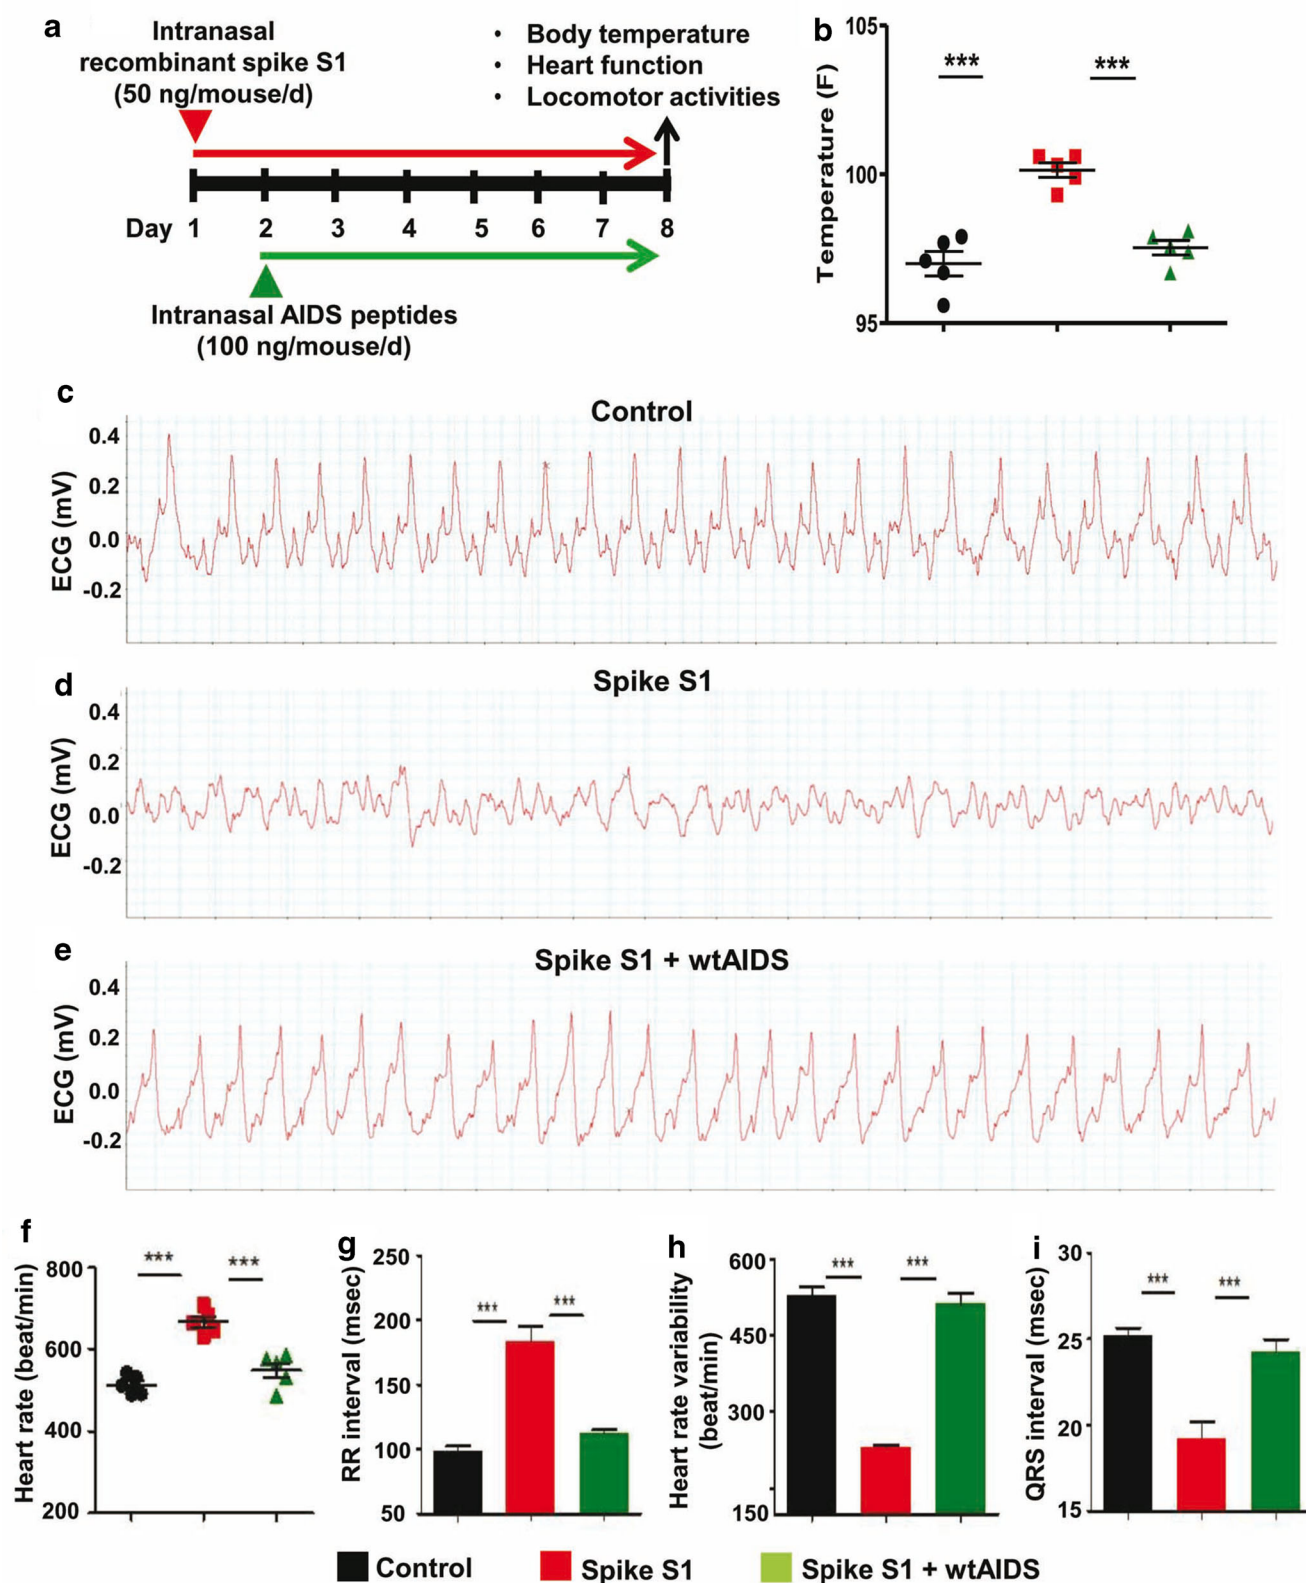 a
Intranasal
recombinant spike S1
(50 ng/mouse/d)
• Body temperature
• Heart function
• Locomotor activities
Day 1 2 3 4 5 6 7 8
Intranasal AIDS peptides
(100 ng/mouse/d)
b
Temperature (F)
105
100
95
***
***
c
Control
ECG (mV)
0.4
0.2
0.0
-0.2
d
Spike S1
ECG (mV)
0.4
0.2
0.0
-0.2
e
Spike S1 + wtAIDS
ECG (mV)
0.4
0.2
0.0
-0.2
f
Heart rate (beat/min)
800
600
400
200
***
***
g
RR interval (msec)
250
200
150
100
50
***
***
h
Heart rate variability
(beat/min)
600
450
300
150
***
***
i
QRS interval (msec)
30
25
20
15
***
***
Control
Spike S1
Spike S1 + wtAIDS